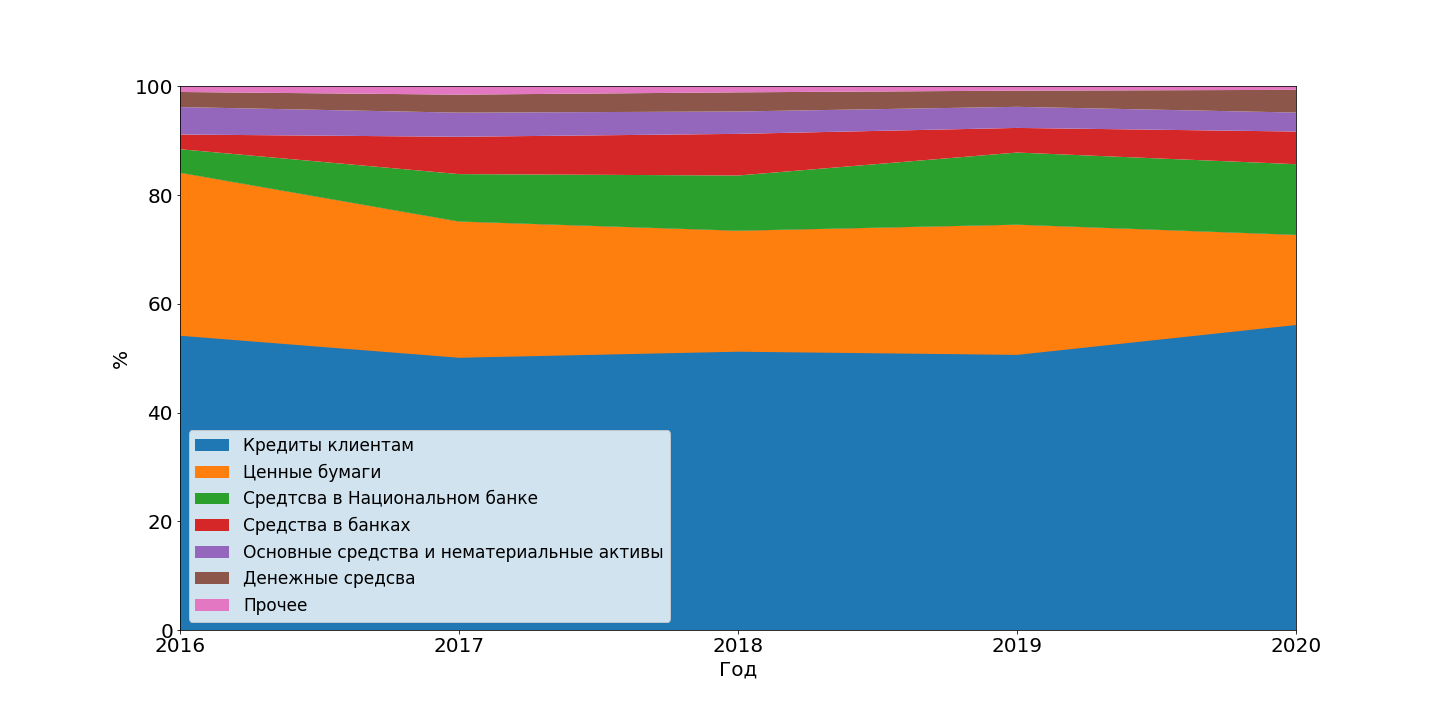 100
80
60
40
20
0
%
Кредиты клиентам
Ценные бумаги
Средтсва в Национальном банке
Средства в банках
Основные средства и нематериальные активы
Денежные средсва
Прочее
2016 2017 2018 2019 2020
Год